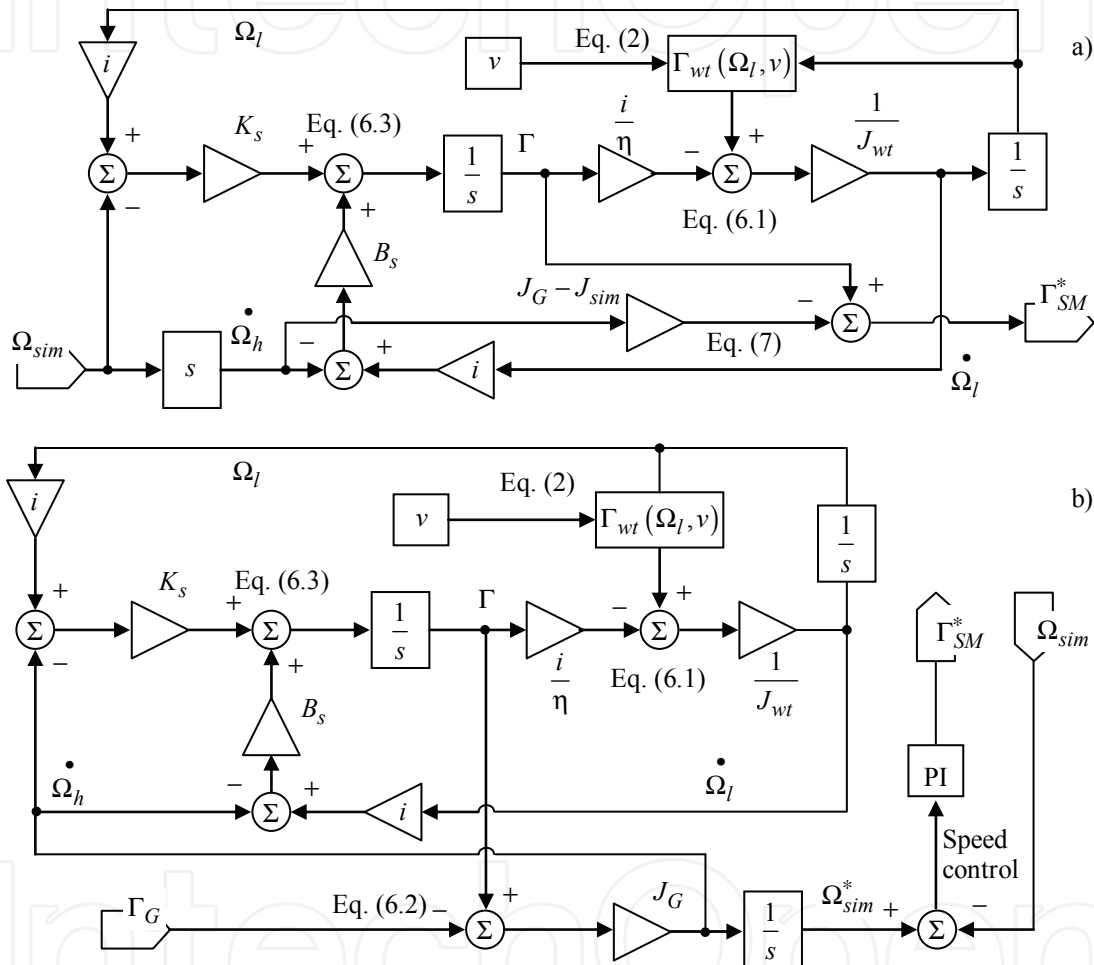 Ω_l
Eq. (2)
a)
i
v
Γ_wt (Ω_l, v)
K_s
+
Eq. (6.3)
Γ
i/η
+
1/J_wt
Σ
+
Σ
1/s
−
Σ
1/s
−
+
Eq. (6.1)
B_s
J_G − J_sim
+
Γ*_SM
Ω_sim
Ω̇_h
−
Σ
s
−
Σ
+
i
Eq. (7)
Ω̇_l
Ω_l
Eq. (2)
b)
i
v
Γ_wt (Ω_l, v)
1/s
+
K_s
+
Eq. (6.3)
Γ
−
+
Γ*_SM
Ω_sim
Σ
Σ
1/s
Σ
−
+
i/η
Eq. (6.1)
1/J_wt
B_s
Ω̇_h
−
Σ
+
i
Ω̇_l
PI
Speed
control
Γ_G
Eq. (6.2)
−
+
Σ
J_G
1/s
Ω*_sim
+
Σ
−
IntechOpen